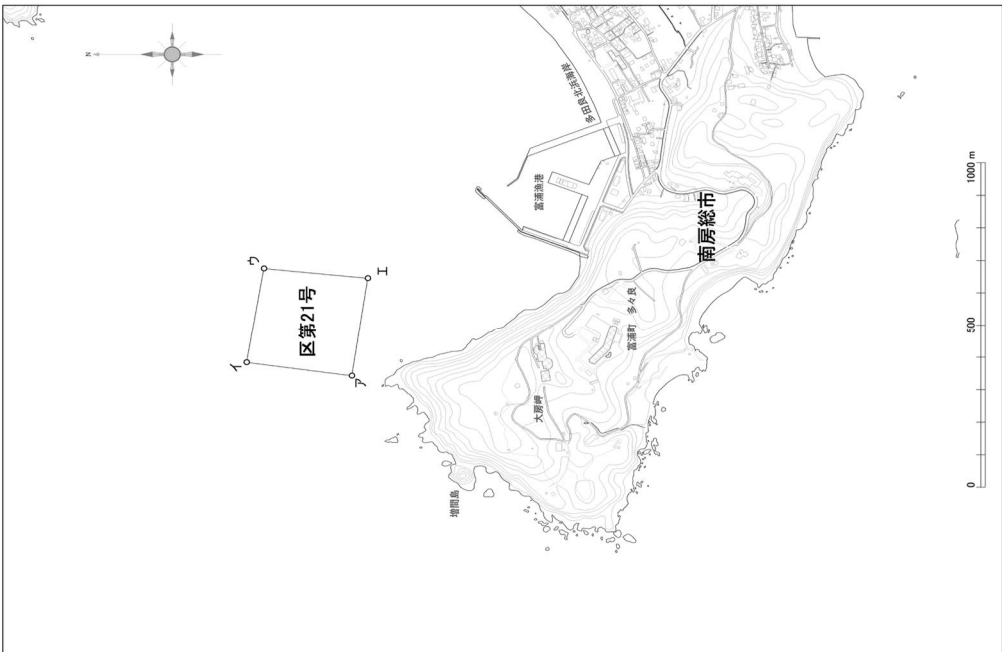 N
多田良北浜海岸
富浦漁港
ウ
イ
区第21号
エ
ア
南房総市
富浦町 多々良
大房岬
増間島
0 500 1000 m